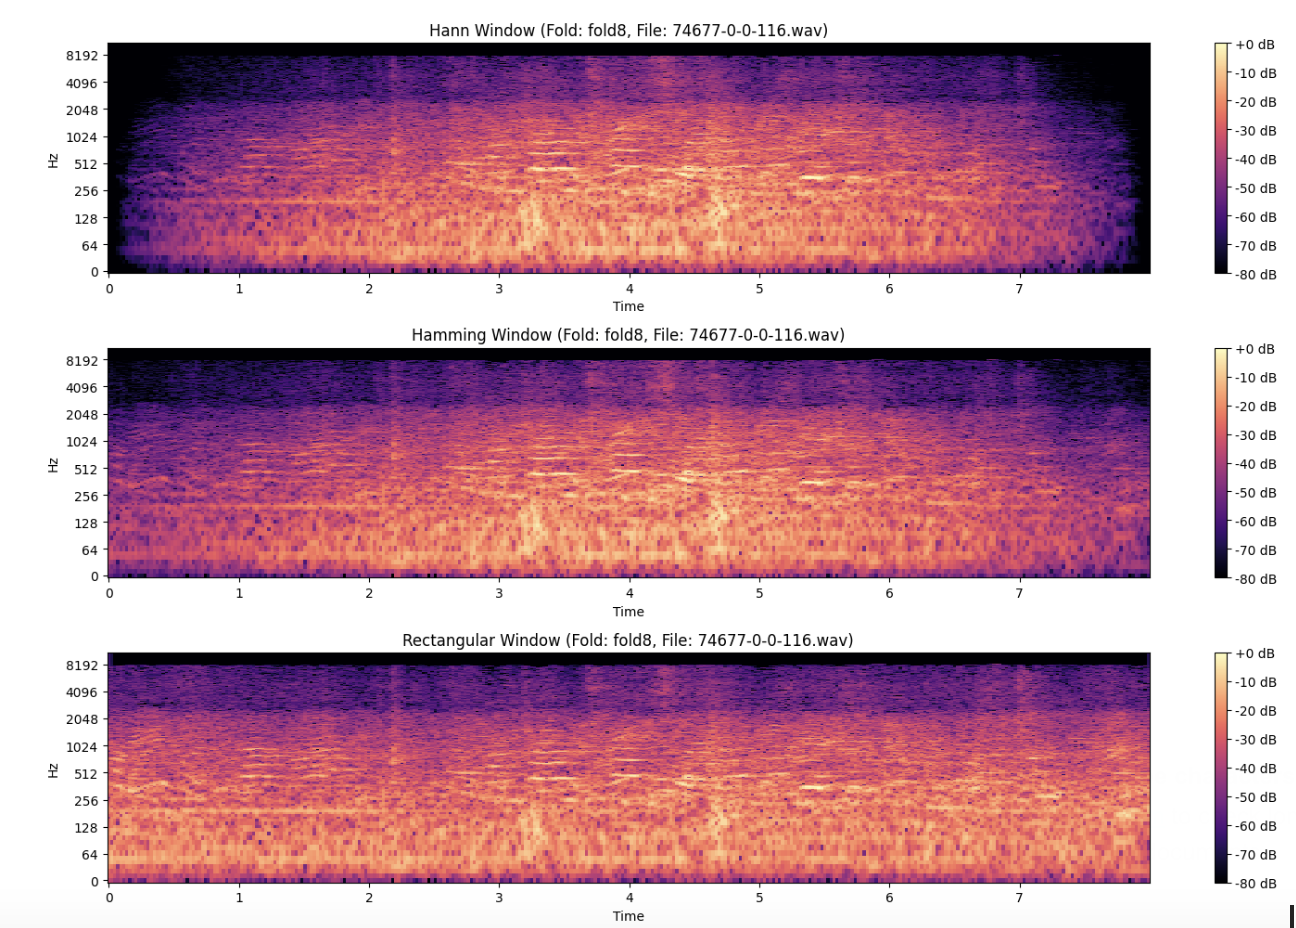 Hann Window (Fold: fold8, File: 74677-0-0-116.wav)
8192
4096
2048
1024
512
256
128
64
0
Hz
0 1 2 3 4 5 6 7
Time
+0 dB
-10 dB
-20 dB
-30 dB
-40 dB
-50 dB
-60 dB
-70 dB
-80 dB
Hamming Window (Fold: fold8, File: 74677-0-0-116.wav)
8192
4096
2048
1024
512
256
128
64
0
Hz
0 1 2 3 4 5 6 7
Time
+0 dB
-10 dB
-20 dB
-30 dB
-40 dB
-50 dB
-60 dB
-70 dB
-80 dB
Rectangular Window (Fold: fold8, File: 74677-0-0-116.wav)
8192
4096
2048
1024
512
256
128
64
0
Hz
0 1 2 3 4 5 6 7
Time
+0 dB
-10 dB
-20 dB
-30 dB
-40 dB
-50 dB
-60 dB
-70 dB
-80 dB